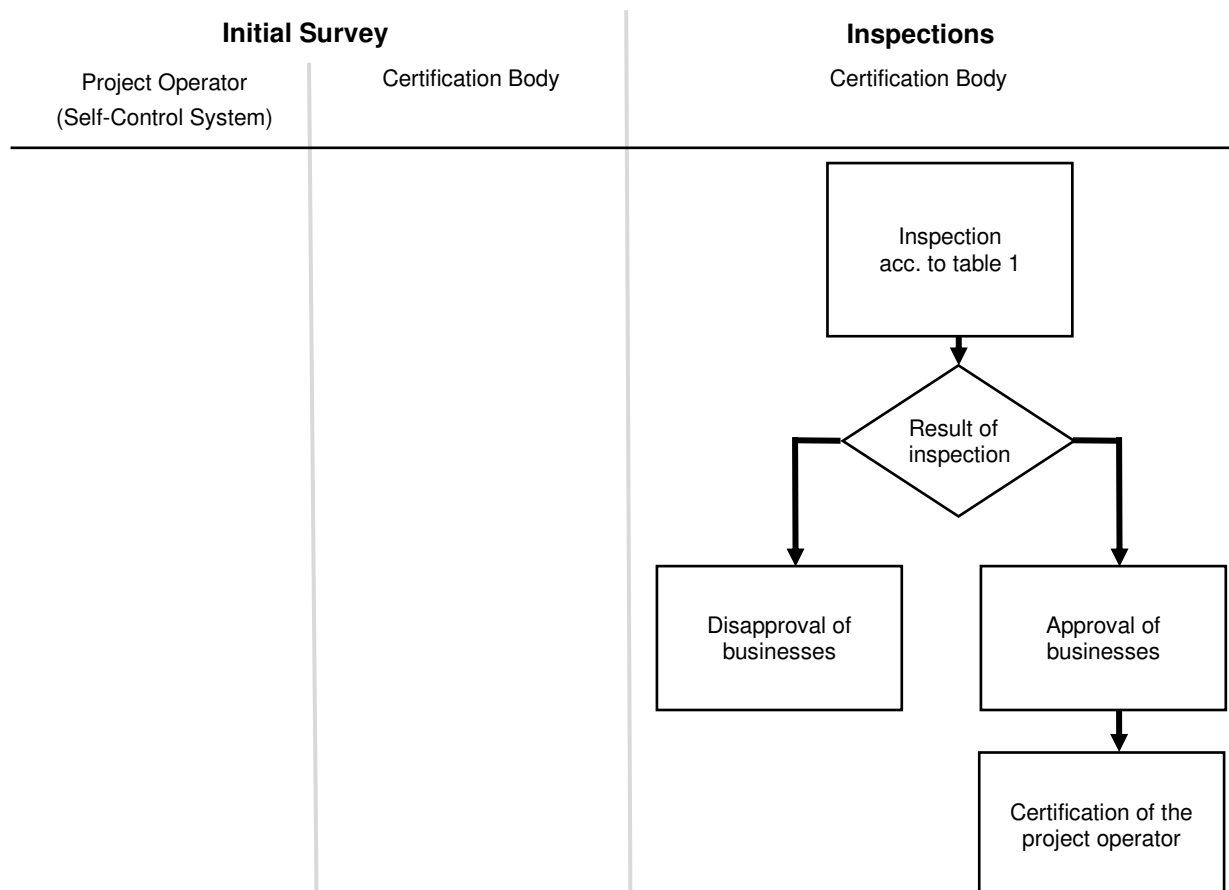 Initial Survey
Inspections
Project Operator
(Self-Control System)
Certification Body
Certification Body
Inspection
acc. to table 1
Result of
inspection
Disapproval of
businesses
Approval of
businesses
Certification of the
project operator